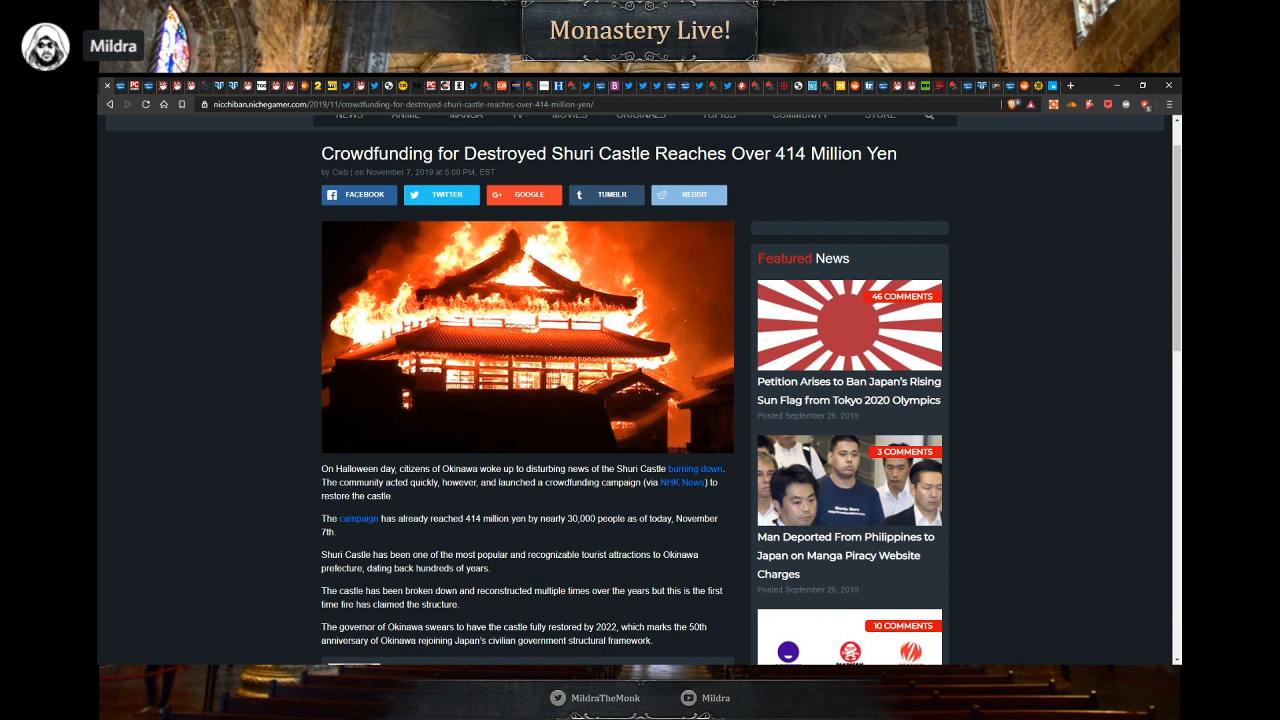 Monastery Live!
Mildra
nicchiban.nichegamer.com/2019/11/crowdfunding-for-destroyed-shuri-castle-reaches-over-414-million-yen/
NEWS ANIME MANGA TV MOVIES ORIGINALS TOPICS COMMUNITY STORE
Crowdfunding for Destroyed Shuri Castle Reaches Over 414 Million Yen
by Cwb | on November 7, 2019 at 5:00 PM, EST
FACEBOOK TWITTER GOOGLE TUMBLR REDDIT
On Halloween day, citizens of Okinawa woke up to disturbing news of the Shuri Castle burning down.
The community acted quickly, however, and launched a crowdfunding campaign (via NHK News) to
restore the castle.
The campaign has already reached 414 million yen by nearly 30,000 people as of today, November
7th.
Shuri Castle has been one of the most popular and recognizable tourist attractions to Okinawa
prefecture, dating back hundreds of years.
The castle has been broken down and reconstructed multiple times over the years but this is the first
time fire has claimed the structure.
The governor of Okinawa swears to have the castle fully restored by 2022, which marks the 50th
anniversary of Okinawa rejoining Japan's civilian government structural framework.
Featured News
46 COMMENTS
Petition Arises to Ban Japan's Rising
Sun Flag from Tokyo 2020 Olympics
Posted September 26, 2019
3 COMMENTS
Man Deported From Philippines to
Japan on Manga Piracy Website
Charges
Posted September 26, 2019
10 COMMENTS
MildraTheMonk
Mildra